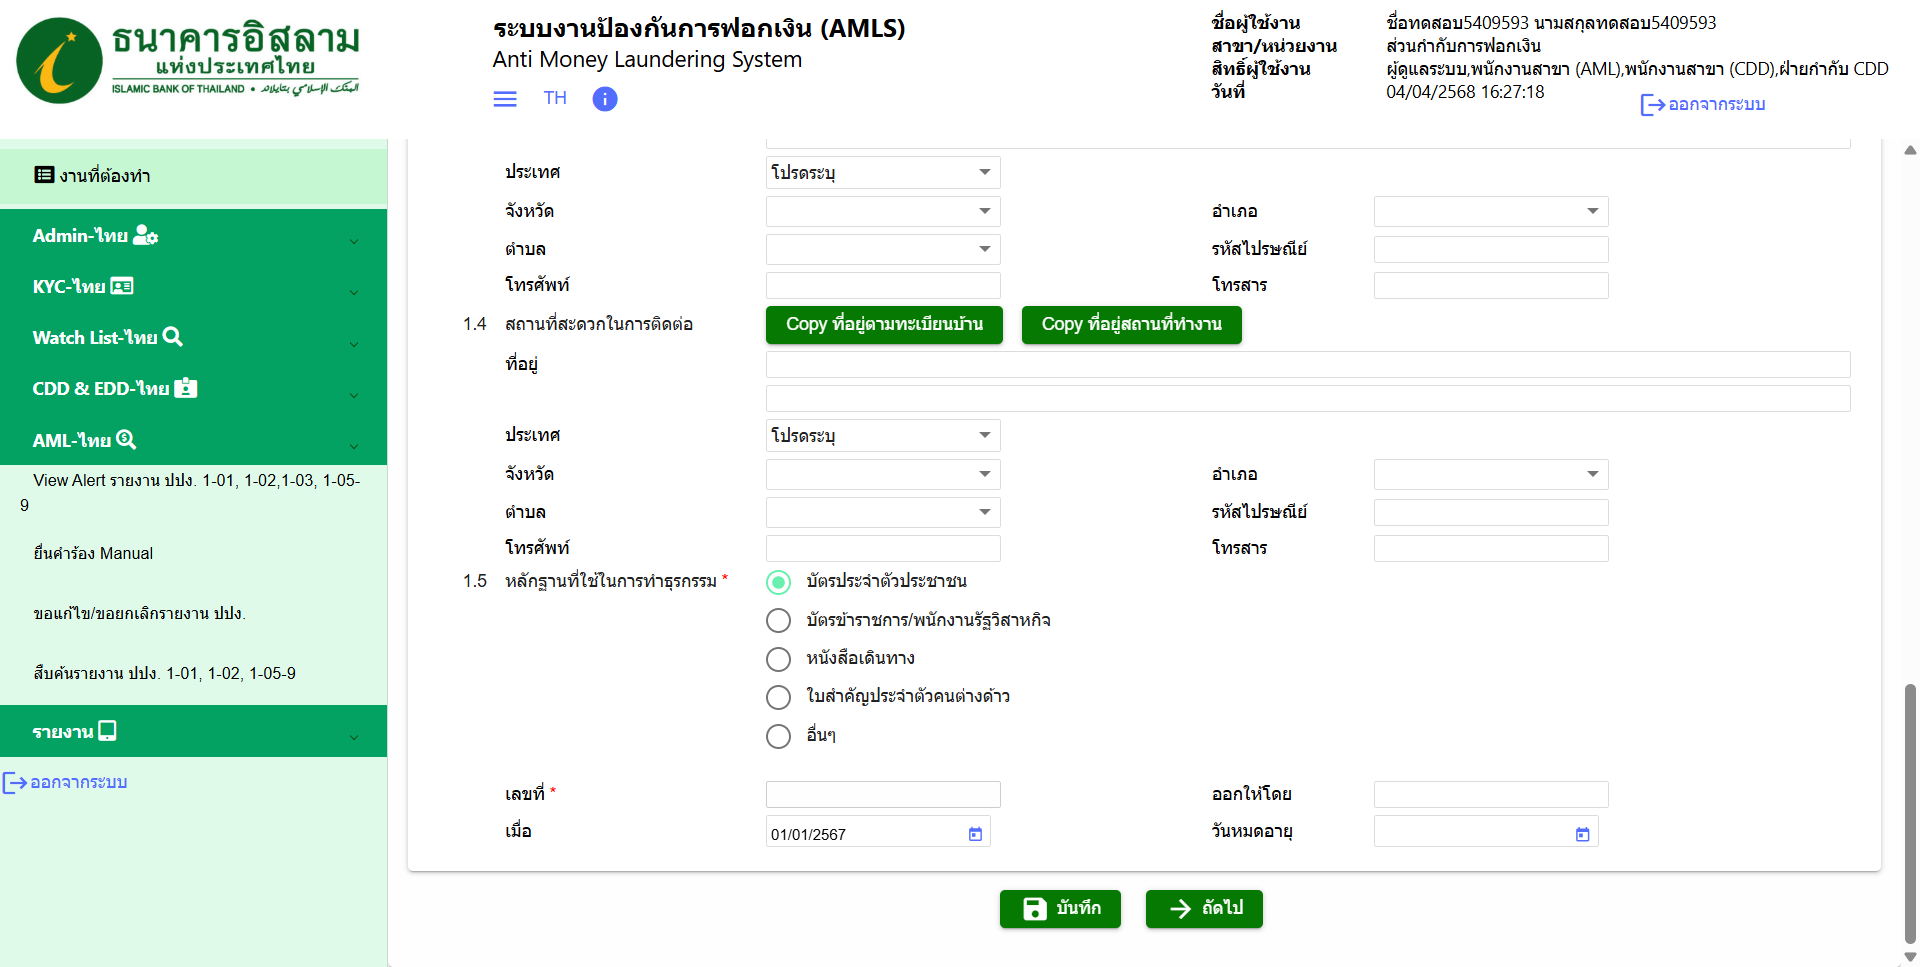 ธนาคารอิสลาม
แห่งประเทศไทย
ISLAMIC BANK OF THAILAND •
ระบบงานป้องกันการฟอกเงิน (AMLS)
Anti Money Laundering System
TH
ชื่อผู้ใช้งาน ชื่อทดสอบ5409593 นามสกุลทดสอบ5409593
สาขา/หน่วยงาน ส่วนกำกับการฟอกเงิน
สิทธิ์ผู้ใช้งาน ผู้ดูแลระบบ,พนักงานสาขา (AML),พนักงานสาขา (CDD),ฝ่ายกำกับ CDD
วันที่ 04/04/2568 16:27:18
ออกจากระบบ
งานที่ต้องทำ
Admin-ไทย
KYC-ไทย
Watch List-ไทย
CDD & EDD-ไทย
AML-ไทย
View Alert รายงาน ปปง. 1-01, 1-02,1-03, 1-05-
9
ยื่นคำร้อง Manual
ขอแก้ไข/ขอยกเลิกรายงาน ปปง.
สืบค้นรายงาน ปปง. 1-01, 1-02, 1-05-9
รายงาน
ออกจากระบบ
ประเทศ โปรดระบุ
จังหวัด อำเภอ
ตำบล รหัสไปรษณีย์
โทรศัพท์ โทรสาร
1.4 สถานที่สะดวกในการติดต่อ Copy ที่อยู่ตามทะเบียนบ้าน Copy ที่อยู่สถานที่ทำงาน
ที่อยู่
ประเทศ โปรดระบุ
จังหวัด อำเภอ
ตำบล รหัสไปรษณีย์
โทรศัพท์ โทรสาร
1.5 หลักฐานที่ใช้ในการทำธุรกรรม * บัตรประจำตัวประชาชน
บัตรข้าราชการ/พนักงานรัฐวิสาหกิจ
หนังสือเดินทาง
ใบสำคัญประจำตัวคนต่างด้าว
อื่นๆ
เลขที่ * ออกให้โดย
เมื่อ 01/01/2567 วันหมดอายุ
บันทึก ถัดไป